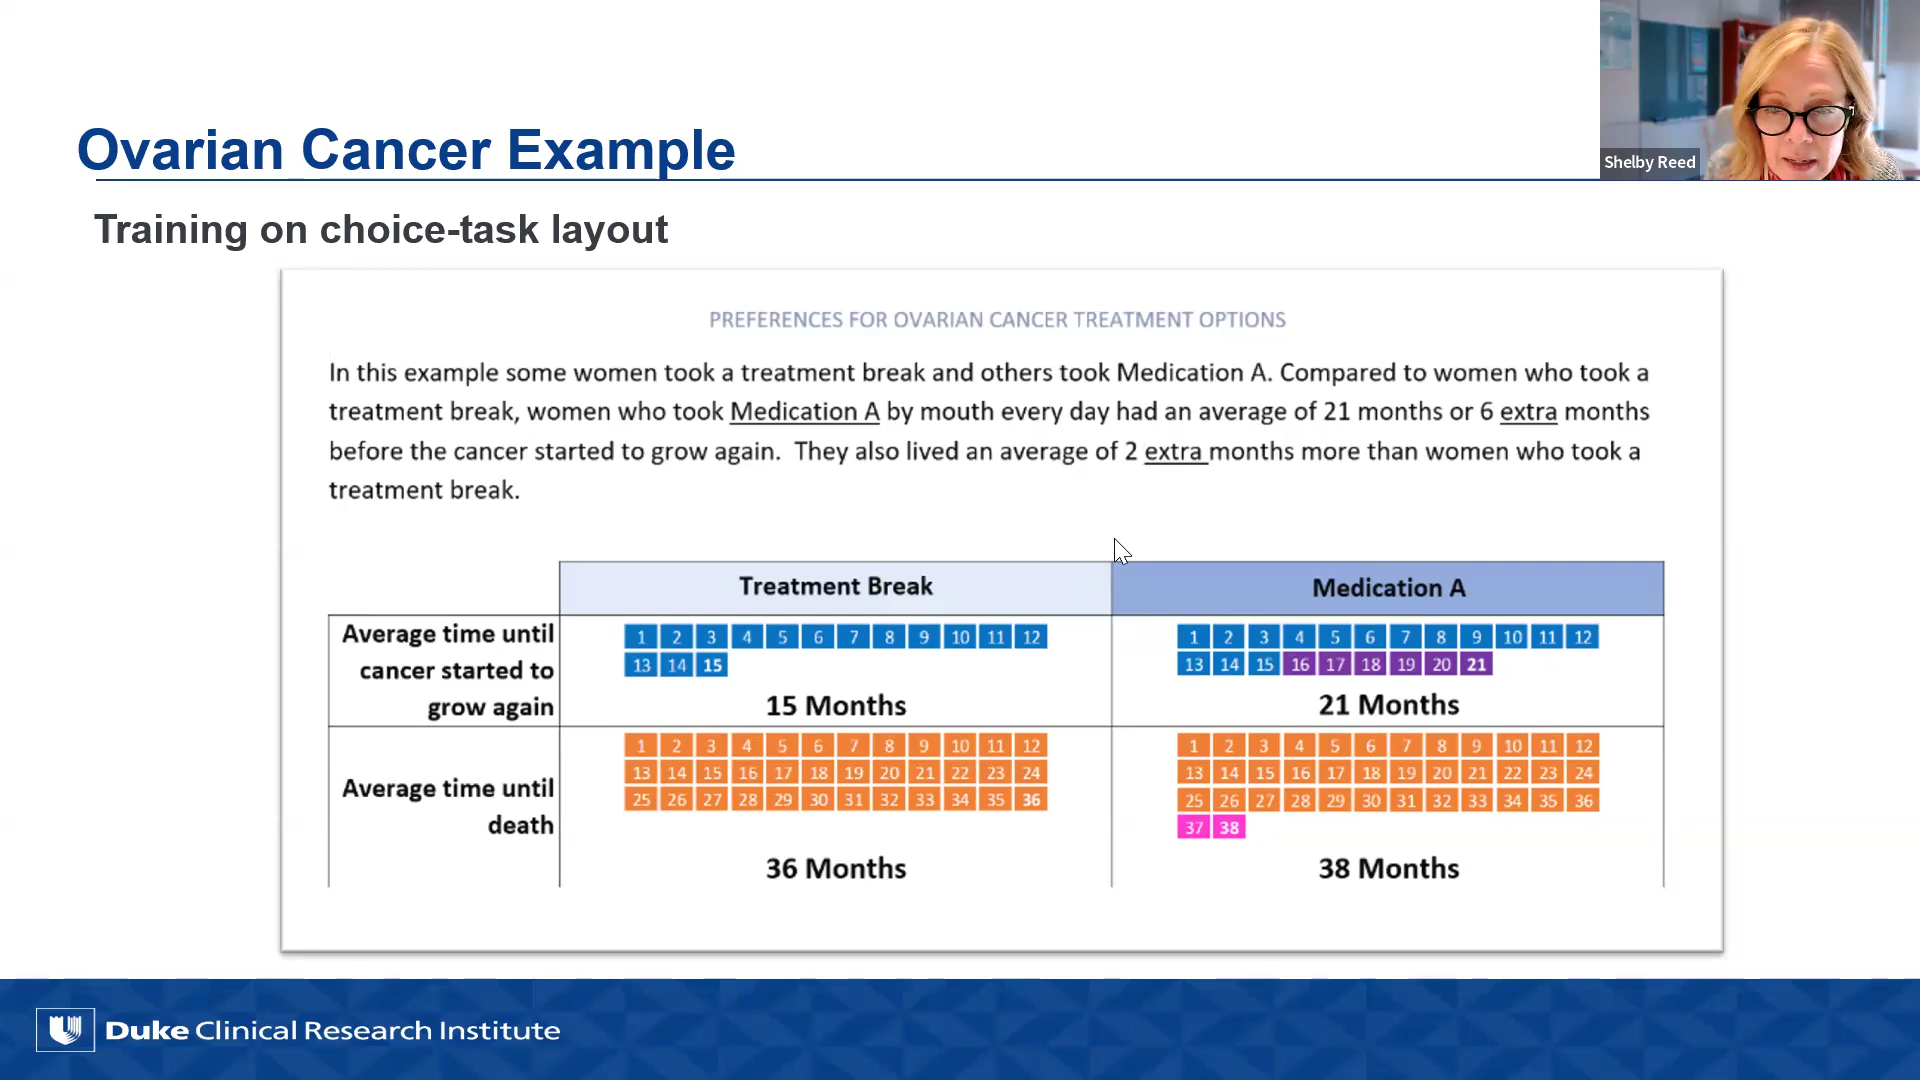 Shelby Reed
Ovarian Cancer Example
Training on choice-task layout
PREFERENCES FOR OVARIAN CANCER TREATMENT OPTIONS
In this example some women took a treatment break and others took Medication A. Compared to women who took a
treatment break, women who took Medication A by mouth every day had an average of 21 months or 6 extra months
before the cancer started to grow again. They also lived an average of 2 extra months more than women who took a
treatment break.
Treatment Break
Medication A
Average time until
cancer started to
grow again
1 2 3 4 5 6 7 8 9 10 11 12
13 14 15
15 Months
1 2 3 4 5 6 7 8 9 10 11 12
13 14 15 16 17 18 19 20 21
21 Months
Average time until
death
1 2 3 4 5 6 7 8 9 10 11 12
13 14 15 16 17 18 19 20 21 22 23 24
25 26 27 28 29 30 31 32 33 34 35 36
36 Months
1 2 3 4 5 6 7 8 9 10 11 12
13 14 15 16 17 18 19 20 21 22 23 24
25 26 27 28 29 30 31 32 33 34 35 36
37 38
38 Months
Duke Clinical Research Institute